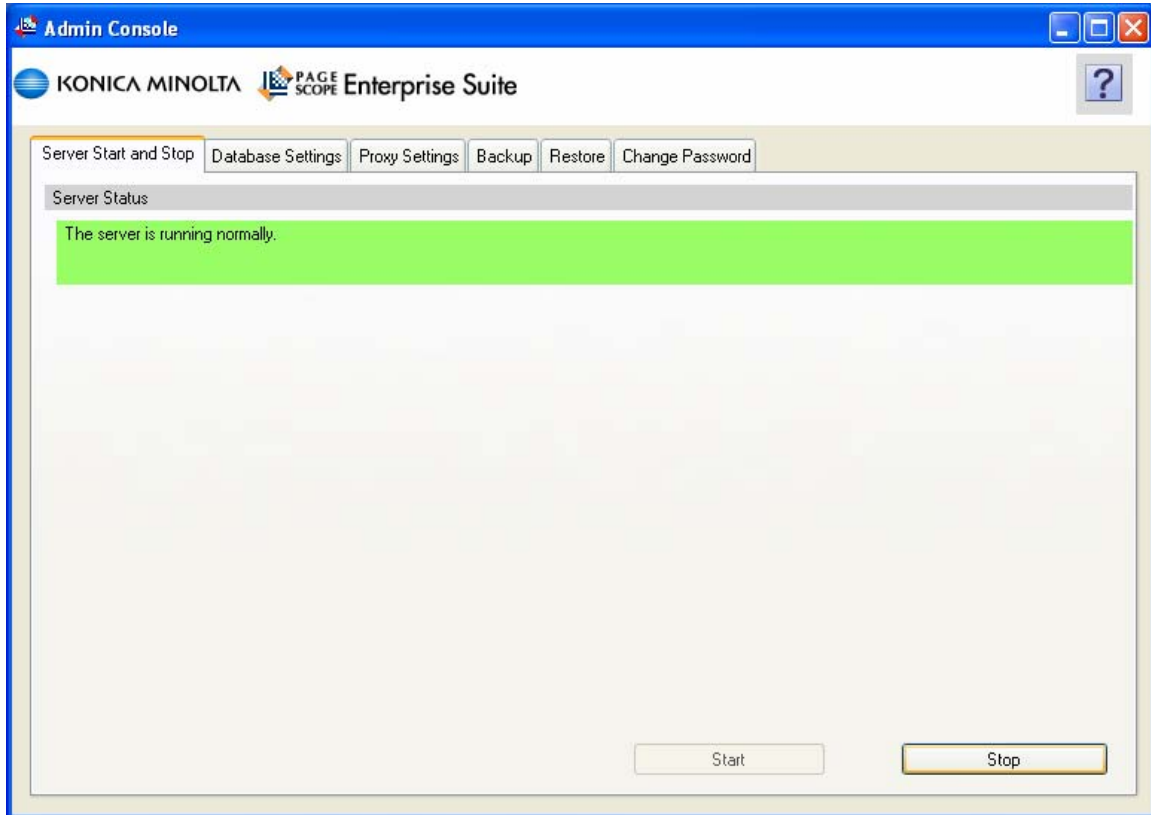 Admin Console
KONICA MINOLTA PAGE SCOPE Enterprise Suite
?
Server Start and Stop Database Settings Proxy Settings Backup Restore Change Password
Server Status
The server is running normally.
Start Stop